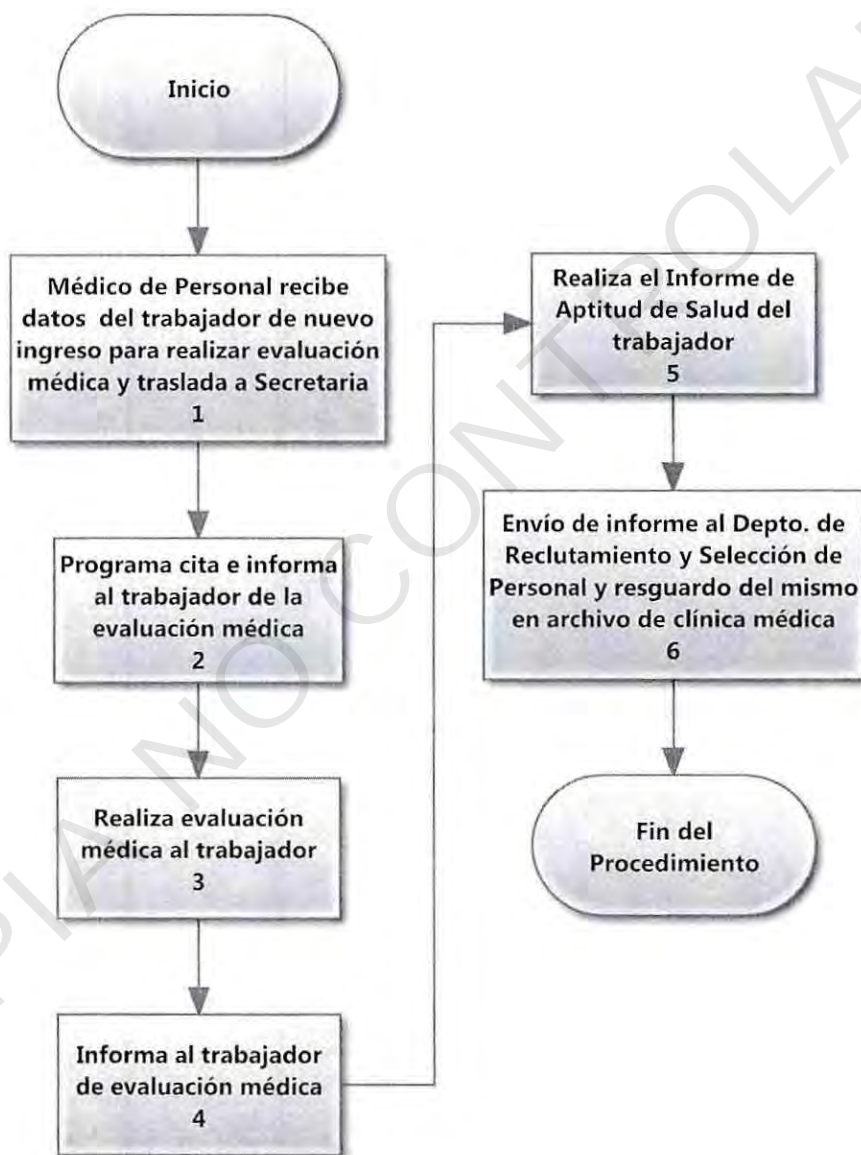 Inicio
Médico de Personal recibe
datos del trabajador de nuevo
ingreso para realizar evaluación
médica y traslada a Secretaria
1
Programa cita e informa
al trabajador de la
evaluación médica
2
Realiza evaluación
médica al trabajador
3
Informa al trabajador
de evaluación médica
4
Realiza el Informe de
Aptitud de Salud del
trabajador
5
Envío de informe al Depto. de
Reclutamiento y Selección de
Personal y resguardo del mismo
en archivo de clínica médica
6
Fin del
Procedimiento
PIA NO CONTROLA